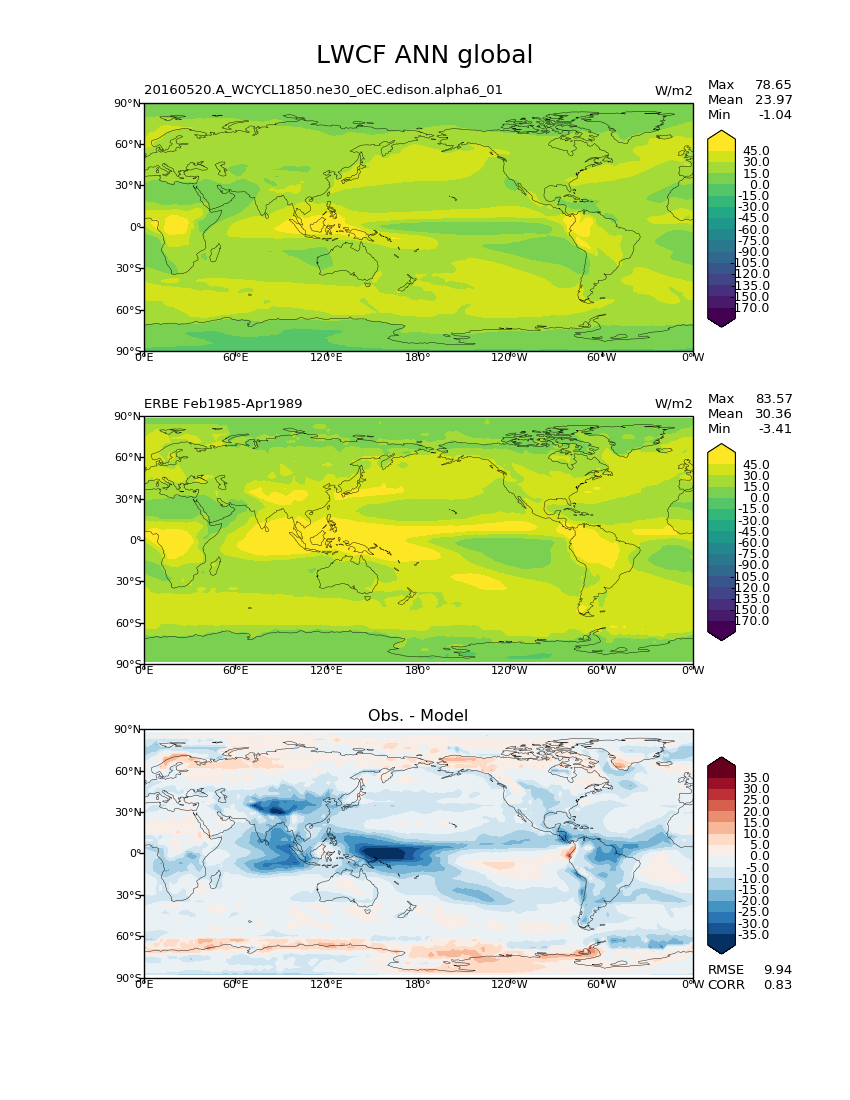 LWCF ANN global
20160520.A_WCYCL1850.ne30_oEC.edison.alpha6_01 W/m2
Max 78.65
Mean 23.97
Min -1.04
90°N
60°N
30°N
0°
30°S
60°S
90°S
0°E 60°E 120°E 180° 120°W 60°W 0°W
45.0
30.0
15.0
0.0
-15.0
-30.0
-45.0
-60.0
-75.0
-90.0
-105.0
-120.0
-135.0
-150.0
-170.0
ERBE Feb1985-Apr1989 W/m2
Max 83.57
Mean 30.36
Min -3.41
90°N
60°N
30°N
0°
30°S
60°S
90°S
0°E 60°E 120°E 180° 120°W 60°W 0°W
45.0
30.0
15.0
0.0
-15.0
-30.0
-45.0
-60.0
-75.0
-90.0
-105.0
-120.0
-135.0
-150.0
-170.0
Obs. - Model
90°N
60°N
30°N
0°
30°S
60°S
90°S
0°E 60°E 120°E 180° 120°W 60°W 0°W
35.0
30.0
25.0
20.0
15.0
10.0
5.0
0.0
-5.0
-10.0
-15.0
-20.0
-25.0
-30.0
-35.0
RMSE 9.94
CORR 0.83